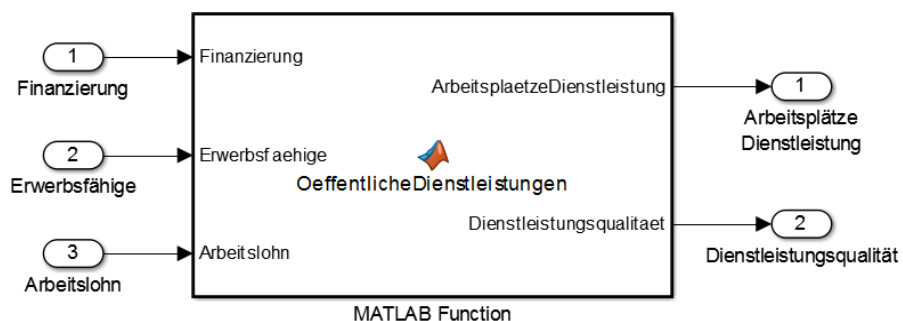 1
Finanzierung
Finanzierung
ArbeitsplaetzeDienstleistung
1
Arbeitsplätze
Dienstleistung
2
Erwerbsfähige
Erwerbsfaehige
OeffentlicheDienstleistungen
Dienstleistungsqualitaet
2
Dienstleistungsqualität
3
Arbeitslohn
Arbeitslohn
MATLAB Function